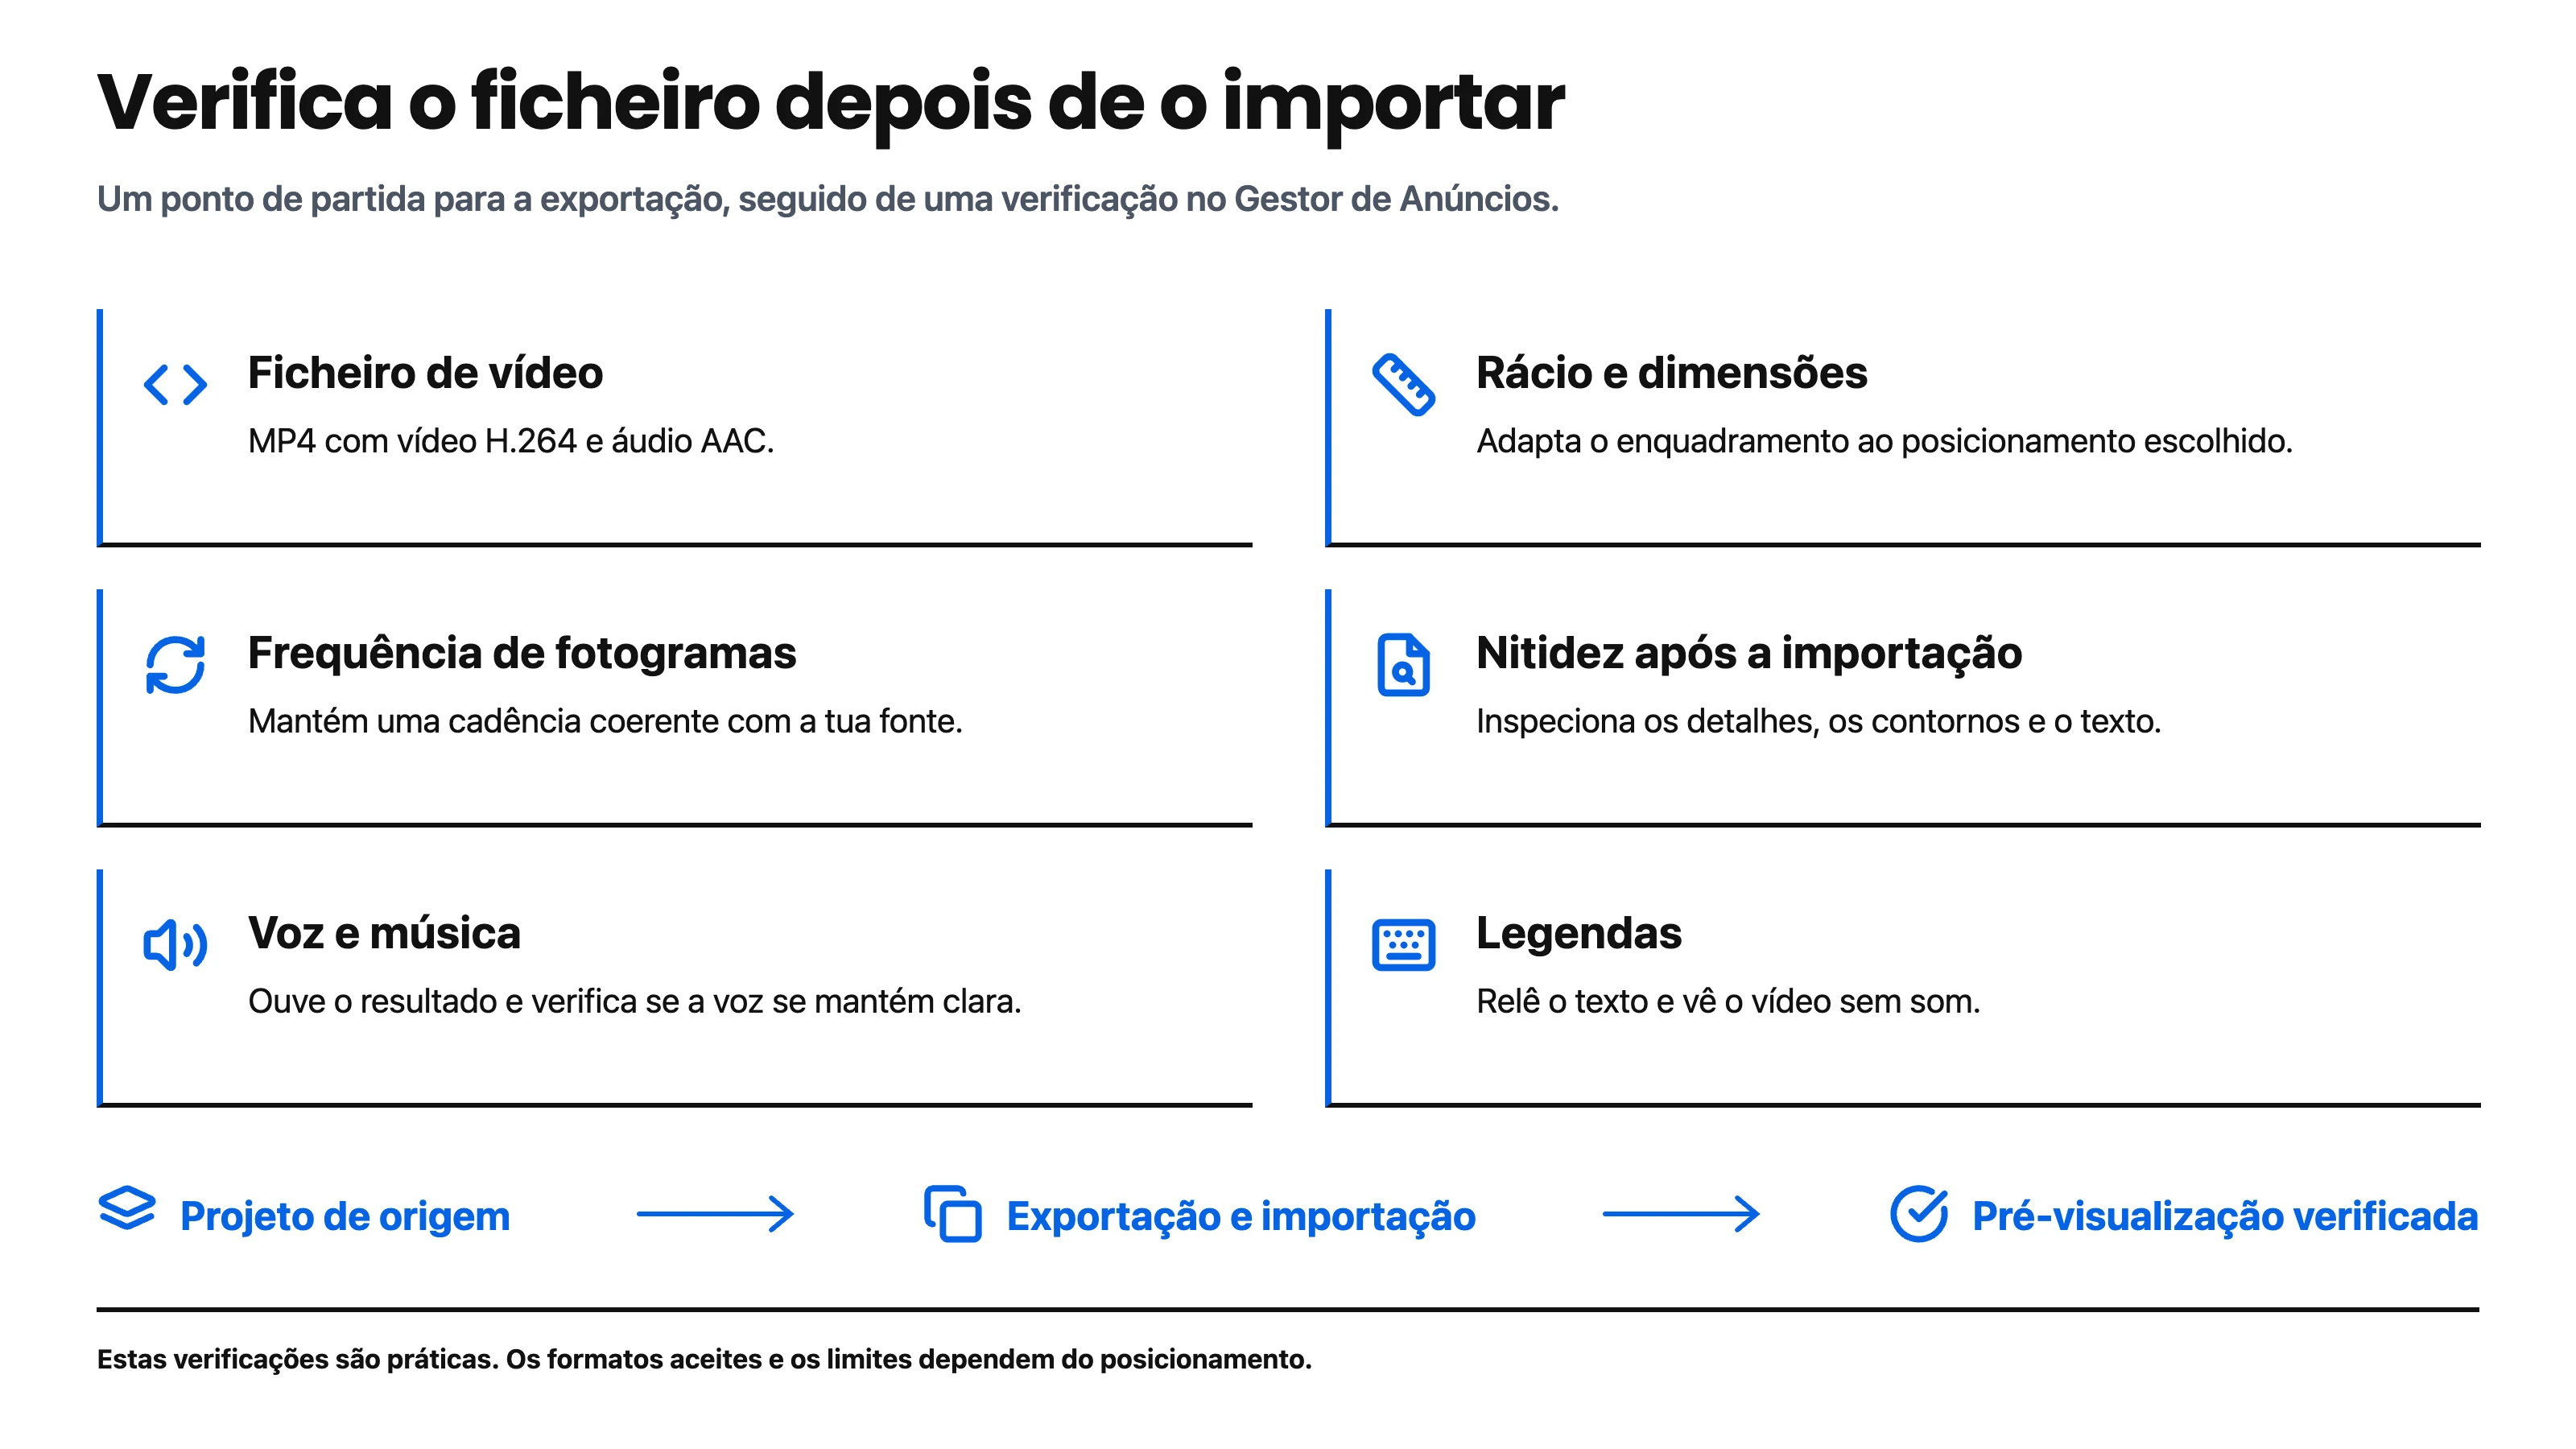 Verifica o ficheiro depois de o importar
Um ponto de partida para a exportação, seguido de uma verificação no Gestor de Anúncios.
Ficheiro de vídeo
MP4 com vídeo H.264 e áudio AAC.
Rácio e dimensões
Adapta o enquadramento ao posicionamento escolhido.
Frequência de fotogramas
Mantém uma cadência coerente com a tua fonte.
Nitidez após a importação
Inspeciona os detalhes, os contornos e o texto.
Voz e música
Ouve o resultado e verifica se a voz se mantém clara.
Legendas
Relê o texto e vê o vídeo sem som.
Projeto de origem
Exportação e importação
Pré-visualização verificada
Estas verificações são práticas. Os formatos aceites e os limites dependem do posicionamento.